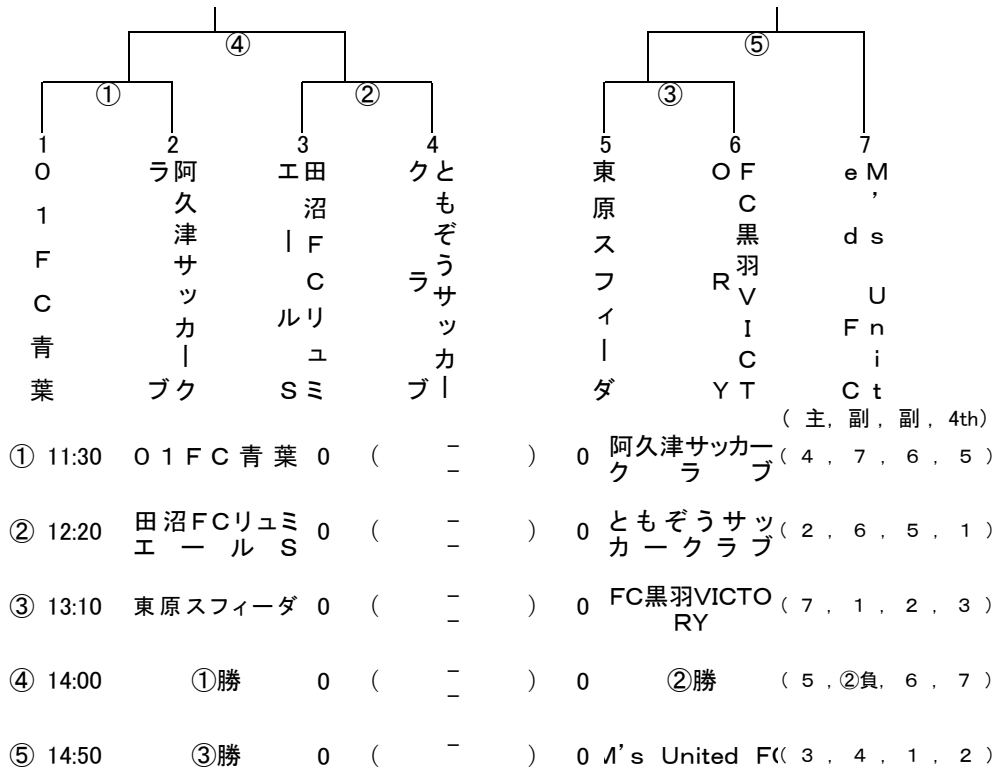 ④ ⑤
① ② ③
1 2 3 4 5 6 7
０１ＦＣ青葉
阿久津サッカーク
ラブ
田沼ＦＣリュミ
エールＳ
ともぞうサッカー
クラブ
東原スフィーダ
ＦＣ黒羽ＶＩＣＴ
ＯＲＹ
Ｍ’ｓ Ｕｎｉｔ
ｅｄ ＦＣ
( 主, 副, 副, 4th)
① 11:30 ０１ＦＣ青葉 0 ( － － ) 0 阿久津サッカー
クラブ ( 4 , 7 , 6 , 5 )
② 12:20 田沼ＦＣリュミ
エールＳ 0 ( － － ) 0 ともぞうサッ
カークラブ ( 2 , 6 , 5 , 1 )
③ 13:10 東原スフィーダ 0 ( － － ) 0 FC黒羽VICTO
RY ( 7 , 1 , 2 , 3 )
④ 14:00 ①勝 0 ( － － ) 0 ②勝 ( 5 , ②負, 6 , 7 )
⑤ 14:50 ③勝 0 ( － ) 0 M’s United F( 3 , 4 , 1 , 2 )